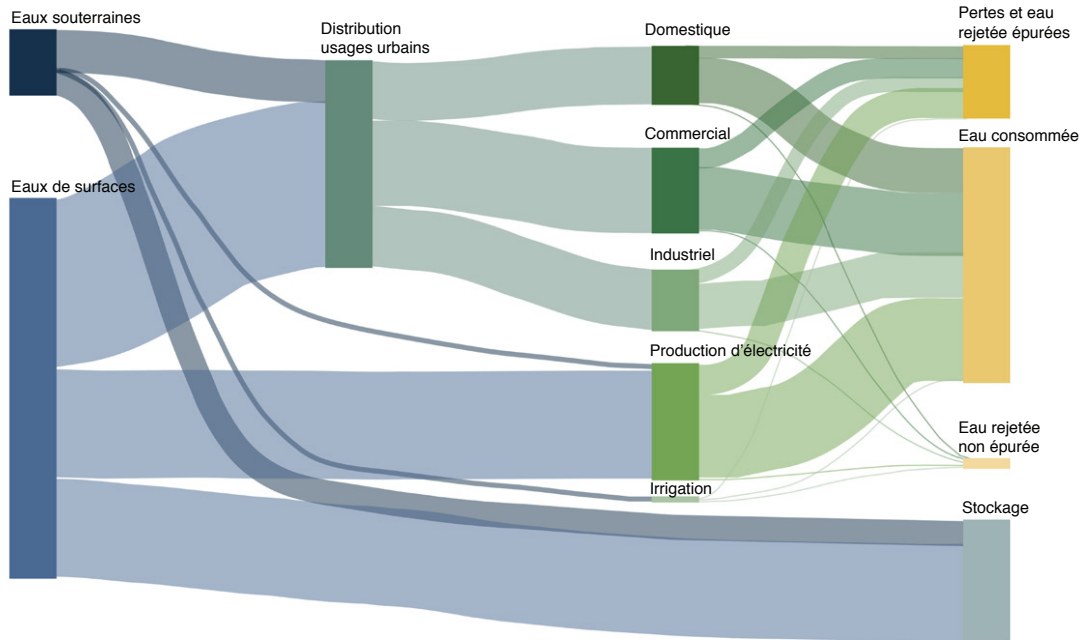 Eaux souterraines
Distribution
usages urbains
Domestique
Pertes et eau
rejetée épurées
Commercial
Eau consommée
Eaux de surfaces
Industriel
Production d'électricité
Eau rejetée
non épurée
Irrigation
Stockage